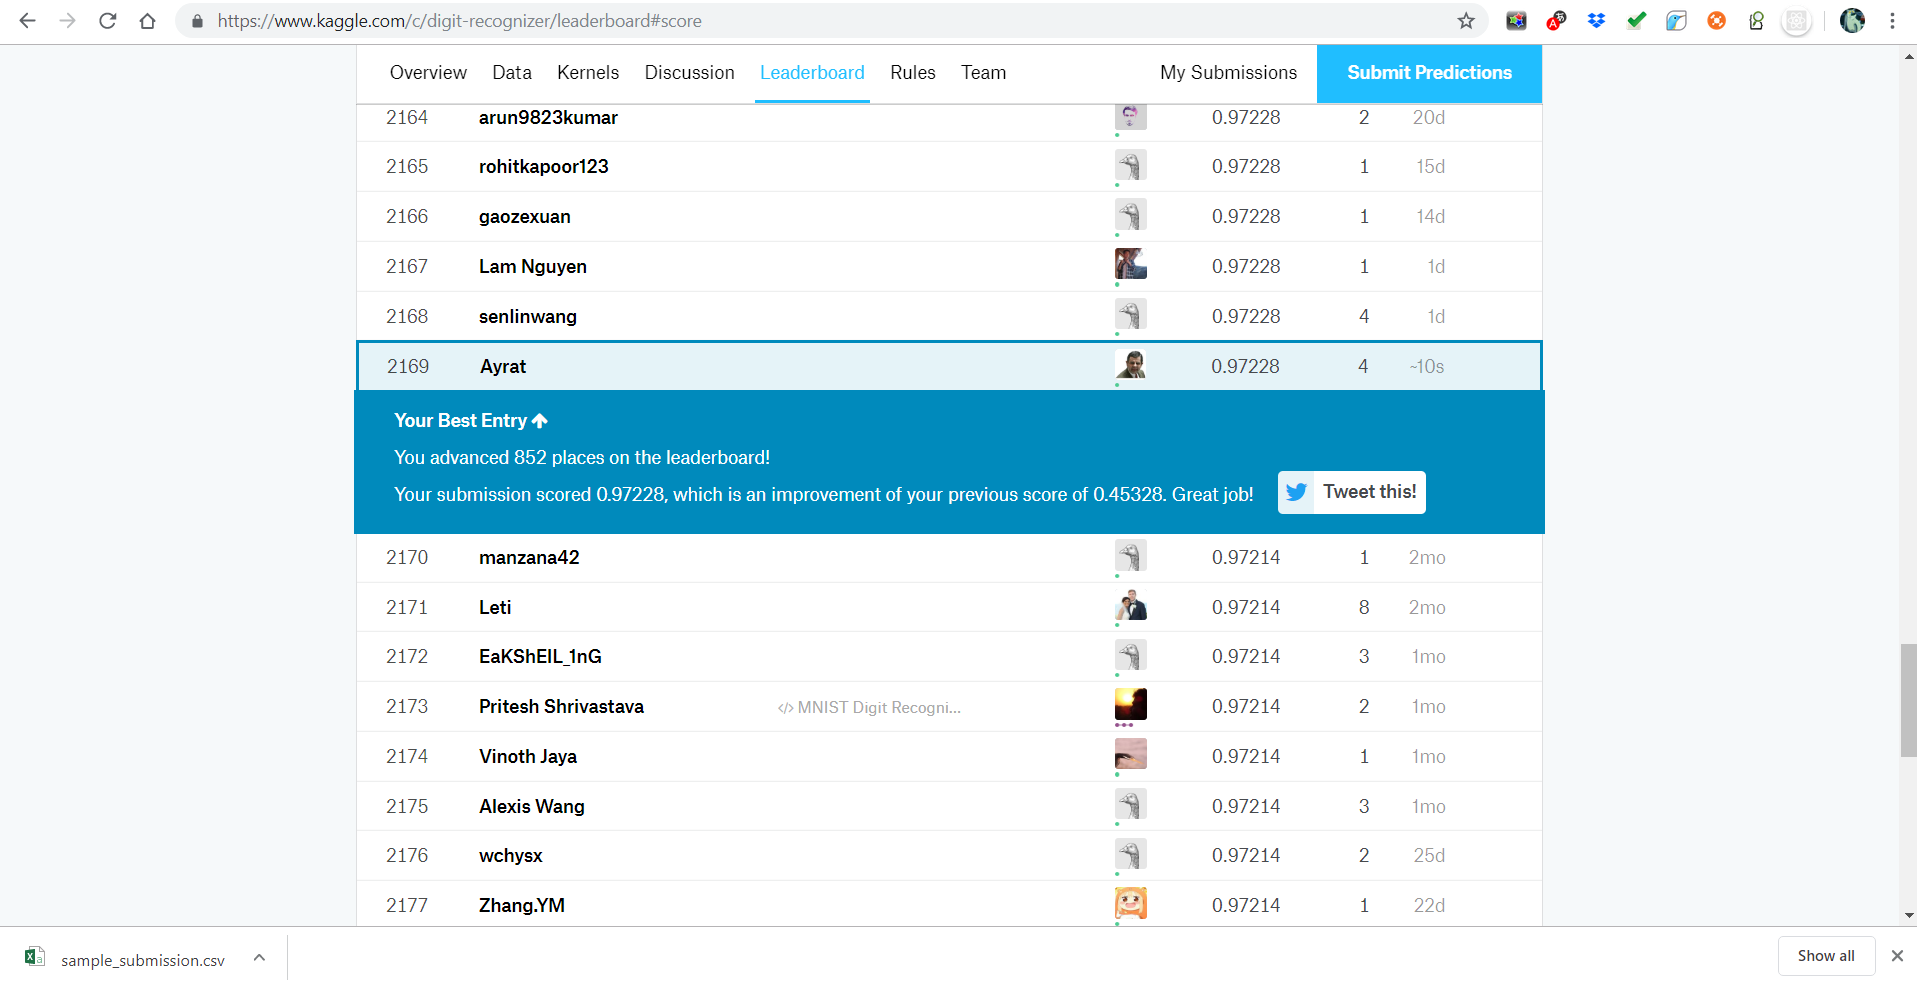 https://www.kaggle.com/c/digit-recognizer/leaderboard#score
Overview Data Kernels Discussion Leaderboard Rules Team My Submissions Submit Predictions
2164 arun9823kumar 0.97228 2 20d
2165 rohitkapoor123 0.97228 1 15d
2166 gaozexuan 0.97228 1 14d
2167 Lam Nguyen 0.97228 1 1d
2168 senlinwang 0.97228 4 1d
2169 Ayrat 0.97228 4 ~10s
Your Best Entry
You advanced 852 places on the leaderboard!
Your submission scored 0.97228, which is an improvement of your previous score of 0.45328. Great job! Tweet this!
2170 manzana42 0.97214 1 2mo
2171 Leti 0.97214 8 2mo
2172 EaKShEIL_1nG 0.97214 3 1mo
2173 Pritesh Shrivastava </> MNIST Digit Recogni... 0.97214 2 1mo
2174 Vinoth Jaya 0.97214 1 1mo
2175 Alexis Wang 0.97214 3 1mo
2176 wchysx 0.97214 2 25d
2177 Zhang.YM 0.97214 1 22d
sample_submission.csv Show all